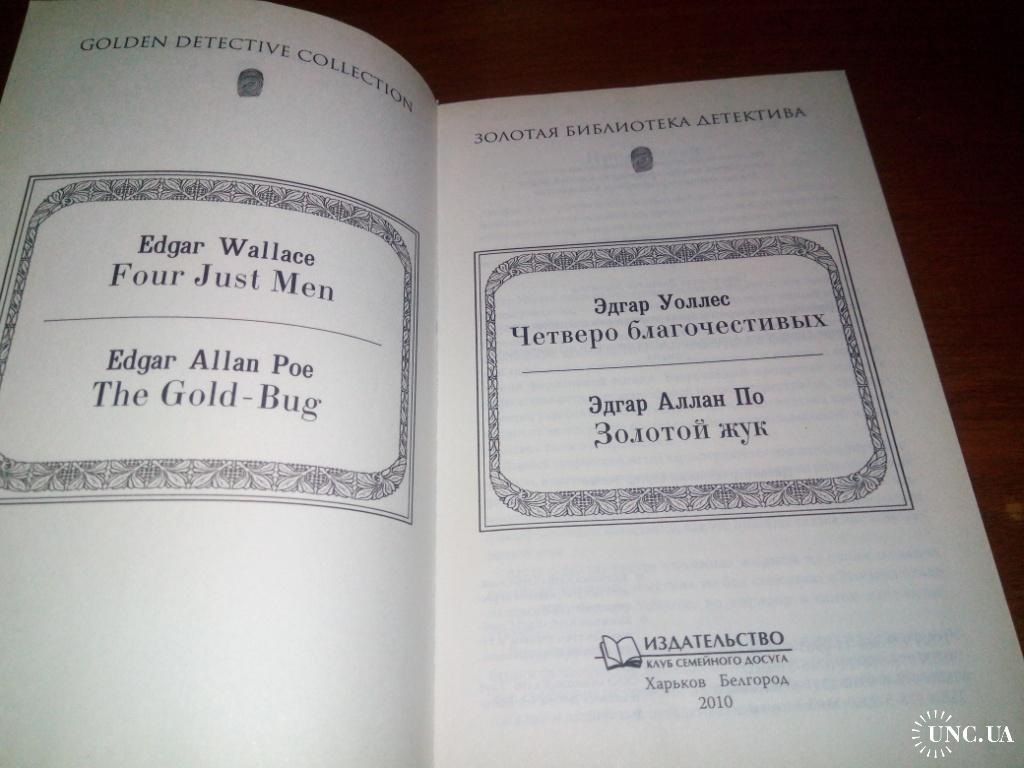 GOLDEN DETECTIVE COLLECTION
Edgar Wallace
Four Just Men
Edgar Allan Poe
The Gold-Bug
ЗОЛОТАЯ БИБЛИОТЕКА ДЕТЕКТИВА
Эдгар Уоллес
Четверо благочестивых
Эдгар Аллан По
Золотой жук
ИЗДАТЕЛЬСТВО
КЛУБ СЕМЕЙНОГО ДОСУГА
Харьков Белгород
2010
UNC.UA